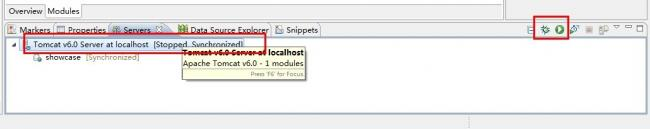 Overview Modules
Markers Properties Servers Data Source Explorer Snippets
Tomcat v6.0 Server at localhost [Stopped, Synchronized]
Tomcat v6.0 Server at localhost
showcase [Synchronized]
Apache Tomcat v6.0 - 1 modules
Press 'F6' for Focus